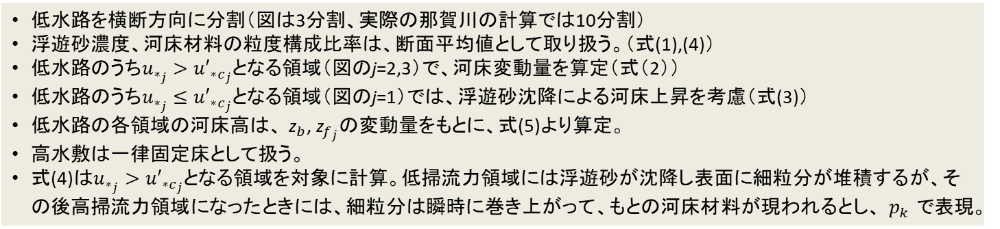 • 低水路を横断方向に分割(図は3分割、実際の那賀川の計算では10分割)
• 浮遊砂濃度、河床材料の粒度構成比率は、断面平均値として取り扱う。(式(1),(4))
• 低水路のうちu_{*j} > u'_{*cj}となる領域(図のj=2,3)で、河床変動量を算定(式(2))
• 低水路のうちu_{*j} ≤ u'_{*cj}となる領域(図のj=1)では、浮遊砂沈降による河床上昇を考慮(式(3))
• 低水路の各領域の河床高は、 z_b, z_{fj}の変動量をもとに、式(5)より算定。
• 高水敷は一律固定床として扱う。
• 式(4)はu_{*j} > u'_{*cj}となる領域を対象に計算。低掃流力領域には浮遊砂が沈降し表面に細粒分が堆積するが、そ
の後高掃流力領域になったときには、細粒分は瞬時に巻き上がって、もとの河床材料が現われるとし、 p_k で表現。